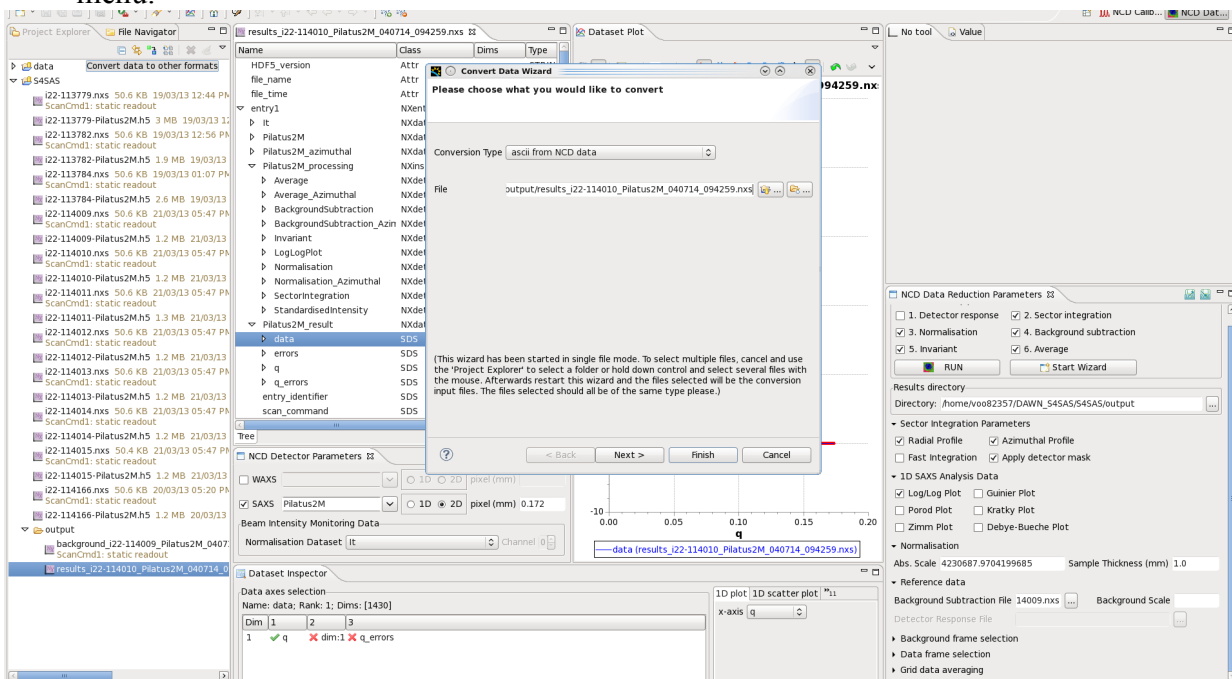 menu.
NCD Calib... NCD Dat...
Project Explorer File Navigator
Convert data to other formats
data
S4SAS
i22-113779.nxs 50.6 KB 19/03/13 12:44 PM
ScanCmd1: static readout
i22-113779-Pilatus2M.h5 3 MB 19/03/13 12
i22-113782.nxs 50.6 KB 19/03/13 12:56 PM
ScanCmd1: static readout
i22-113782-Pilatus2M.h5 1.9 MB 19/03/13
i22-113784.nxs 50.6 KB 19/03/13 01:07 PM
ScanCmd1: static readout
i22-113784-Pilatus2M.h5 2.6 MB 19/03/13
i22-114009.nxs 50.6 KB 21/03/13 05:47 PM
ScanCmd1: static readout
i22-114009-Pilatus2M.h5 1.2 MB 21/03/13
i22-114010.nxs 50.6 KB 21/03/13 05:47 PM
ScanCmd1: static readout
i22-114010-Pilatus2M.h5 1.2 MB 21/03/13
i22-114011.nxs 50.6 KB 21/03/13 05:47 PM
ScanCmd1: static readout
i22-114011-Pilatus2M.h5 1.3 MB 21/03/13
i22-114012.nxs 50.6 KB 21/03/13 05:47 PM
ScanCmd1: static readout
i22-114012-Pilatus2M.h5 1.2 MB 21/03/13
i22-114013.nxs 50.6 KB 21/03/13 05:47 PM
ScanCmd1: static readout
i22-114013-Pilatus2M.h5 1.2 MB 21/03/13
i22-114014.nxs 50.6 KB 21/03/13 05:47 PM
ScanCmd1: static readout
i22-114014-Pilatus2M.h5 1.2 MB 21/03/13
i22-114015.nxs 50.4 KB 21/03/13 05:47 PM
ScanCmd1: static readout
i22-114015-Pilatus2M.h5 1.2 MB 21/03/13
i22-114166.nxs 50.6 KB 20/03/13 05:20 PM
ScanCmd1: static readout
i22-114166-Pilatus2M.h5 1.2 MB 20/03/13
output
background_i22-114009_Pilatus2M_0407
ScanCmd1: static readout
results_i22-114010_Pilatus2M_040714_0
results_i22-114010_Pilatus2M_040714_094259.nxs
Name Class Dims Type
HDF5_version Attr
file_name Attr
file_time Attr
entry1 NXent
It NXdat
Pilatus2M NXdat
Pilatus2M_azimuthal NXdat
Pilatus2M_processing NXins
Average NXdet
Average_Azimuthal NXdet
BackgroundSubtraction NXdet
BackgroundSubtraction_Azim NXdet
Invariant NXdet
LogLogPlot NXdet
Normalisation NXdet
Normalisation_Azimuthal NXdet
SectorIntegration NXdet
StandardisedIntensity NXdet
Pilatus2M_result NXdat
data SDS
errors SDS
q SDS
q_errors SDS
entry_identifier SDS
scan_command SDS
Tree
Dataset Plot
094259.nx
Convert Data Wizard
Please choose what you would like to convert
Conversion Type ascii from NCD data
File output/results_i22-114010_Pilatus2M_040714_094259.nxs ... ...
(This wizard has been started in single file mode. To select multiple files, cancel and use
the 'Project Explorer' to select a folder or hold down control and select several files with
the mouse. Afterwards restart this wizard and the files selected will be the conversion
input files. The files selected should all be of the same type please.)
? < Back Next > Finish Cancel
-10
0.00 0.05 0.10 0.15 0.20
q
data (results_i22-114010_Pilatus2M_040714_094259.nxs)
NCD Detector Parameters
WAXS 1D 2D pixel (mm)
SAXS Pilatus2M 1D 2D pixel (mm) 0.172
Beam Intensity Monitoring Data
Normalisation Dataset It Channel 0
Dataset Inspector
Data axes selection
Name: data; Rank: 1; Dims: [1430]
Dim 1 2 3
1 q dim:1 q_errors
1D plot 1D scatter plot »11
x-axis q
No tool Value
NCD Data Reduction Parameters
1. Detector response 2. Sector integration
3. Normalisation 4. Background subtraction
5. Invariant 6. Average
RUN Start Wizard
Results directory
Directory: /home/voo82357/DAWN_S4SAS/S4SAS/output ...
Sector Integration Parameters
Radial Profile Azimuthal Profile
Fast Integration Apply detector mask
1D SAXS Analysis Data
Log/Log Plot Guinier Plot
Porod Plot Kratky Plot
Zimm Plot Debye-Bueche Plot
Normalisation
Abs. Scale 4230687.9704199685 Sample Thickness (mm) 1.0
Reference data
Background Subtraction File 14009.nxs ... Background Scale
Detector Response File ...
Background frame selection
Data frame selection
Grid data averaging